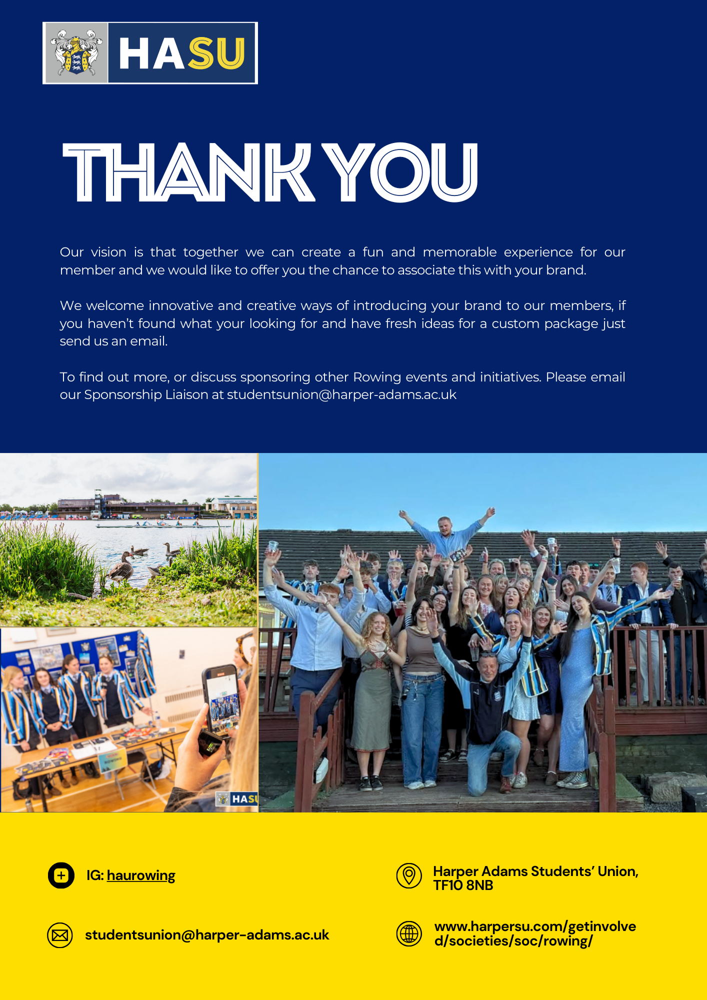 HASU
THANK YOU
Our vision is that together we can create a fun and memorable experience for our
member and we would like to offer you the chance to associate this with your brand.
We welcome innovative and creative ways of introducing your brand to our members, if
you haven’t found what your looking for and have fresh ideas for a custom package just
send us an email.
To find out more, or discuss sponsoring other Rowing events and initiatives. Please email
our Sponsorship Liaison at studentsunion@harper-adams.ac.uk
ROWING
HASU
IG: haurowing
Harper Adams Students’ Union,
TF10 8NB
studentsunion@harper-adams.ac.uk
www.harpersu.com/getinvolve
d/societies/soc/rowing/